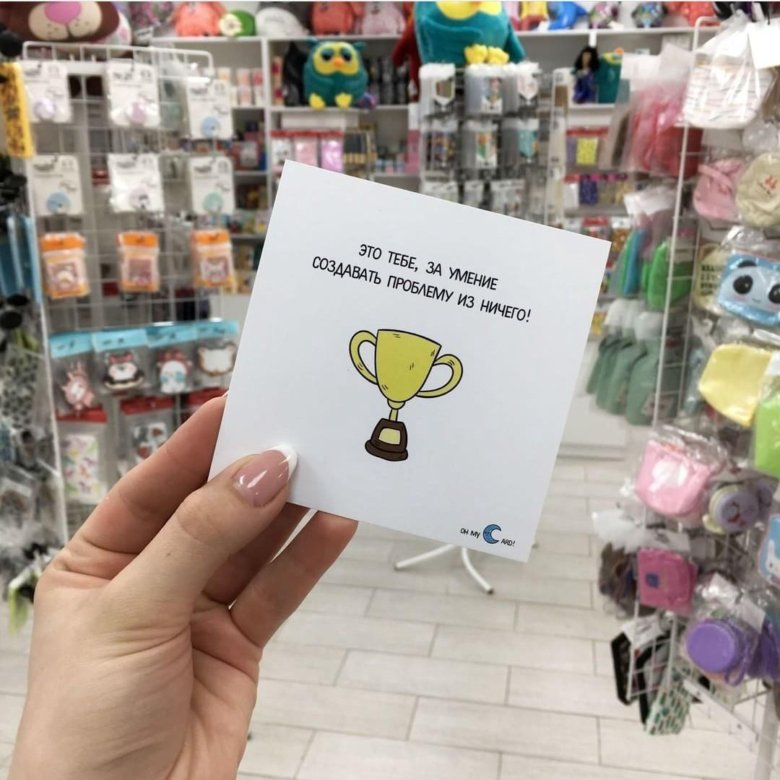 ЭТО ТЕБЕ, ЗА УМЕНИЕ
СОЗДАВАТЬ ПРОБЛЕМУ ИЗ НИЧЕГО!
OH MY CARD!